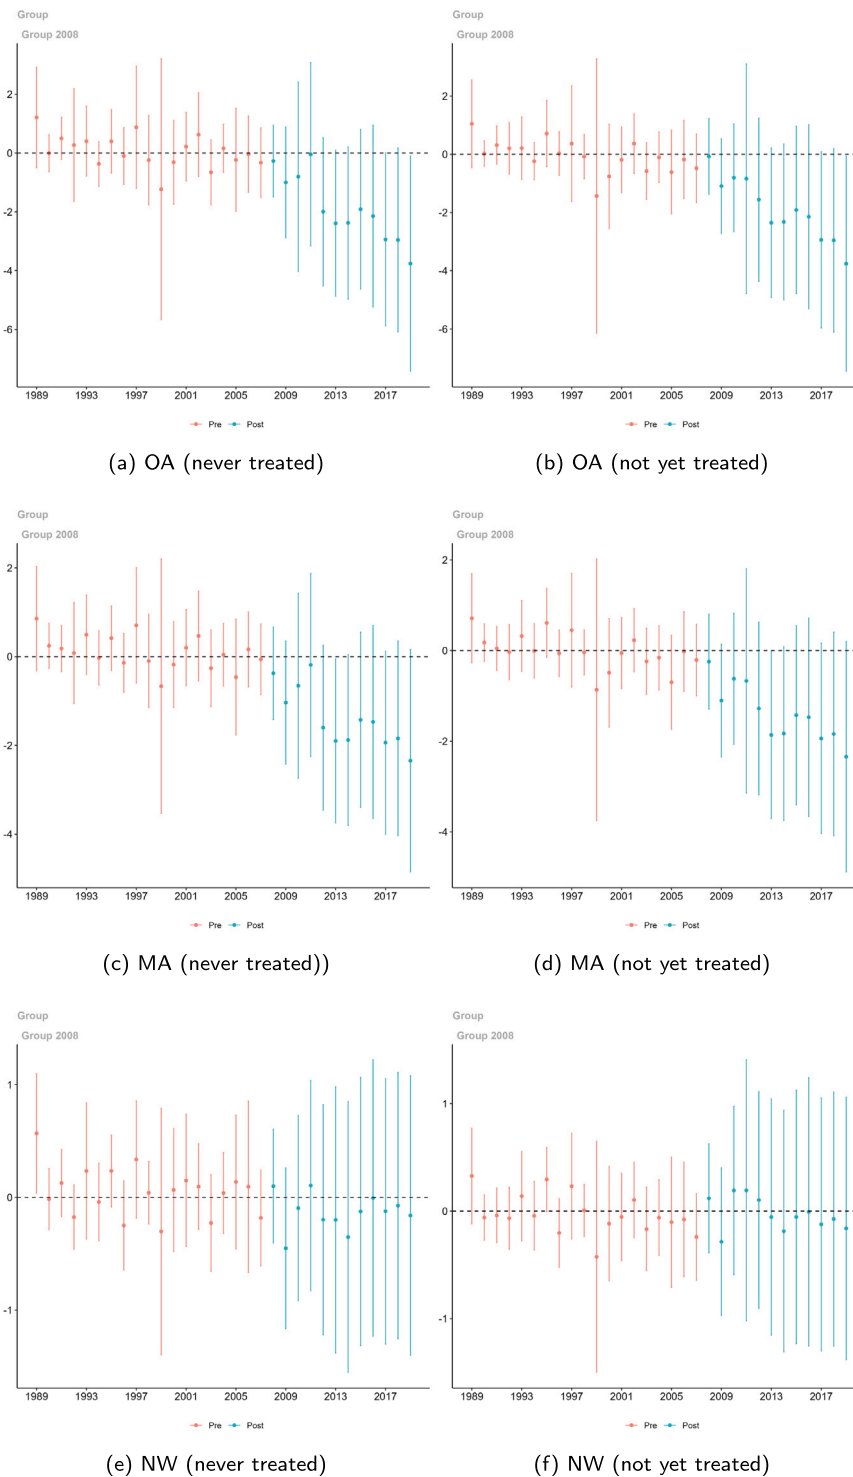 Group
Group 2008
2
0
-2
-4
-6
1989 1993 1997 2001 2005 2009 2013 2017
Pre Post
(a) OA (never treated)
Group
Group 2008
2
0
-2
-4
-6
1989 1993 1997 2001 2005 2009 2013 2017
Pre Post
(b) OA (not yet treated)
Group
Group 2008
2
0
-2
-4
1989 1993 1997 2001 2005 2009 2013 2017
Pre Post
(c) MA (never treated))
Group
Group 2008
2
0
-2
-4
1989 1993 1997 2001 2005 2009 2013 2017
Pre Post
(d) MA (not yet treated)
Group
Group 2008
1
0
-1
1989 1993 1997 2001 2005 2009 2013 2017
Pre Post
(e) NW (never treated)
Group
Group 2008
1
0
-1
1989 1993 1997 2001 2005 2009 2013 2017
Pre Post
(f) NW (not yet treated)